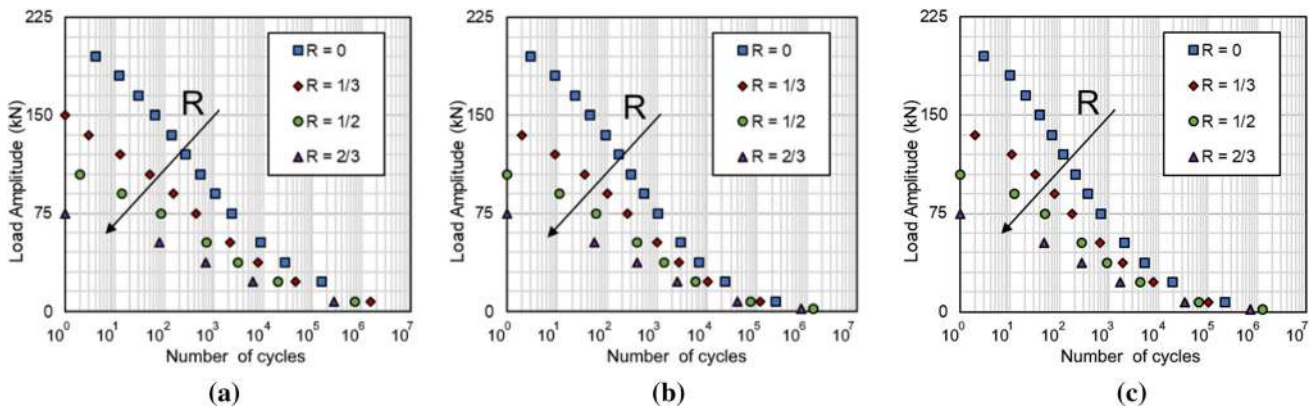 225
150
75
0
Load Amplitude (kN)
10^0 10^1 10^2 10^3 10^4 10^5 10^6 10^7
Number of cycles
R
R = 0
R = 1/3
R = 1/2
R = 2/3
(a)
225
150
75
0
Load Amplitude (kN)
10^0 10^1 10^2 10^3 10^4 10^5 10^6 10^7
Number of cycles
R
R = 0
R = 1/3
R = 1/2
R = 2/3
(b)
225
150
75
0
Load Amplitude (kN)
10^0 10^1 10^2 10^3 10^4 10^5 10^6 10^7
Number of cycles
R
R = 0
R = 1/3
R = 1/2
R = 2/3
(c)